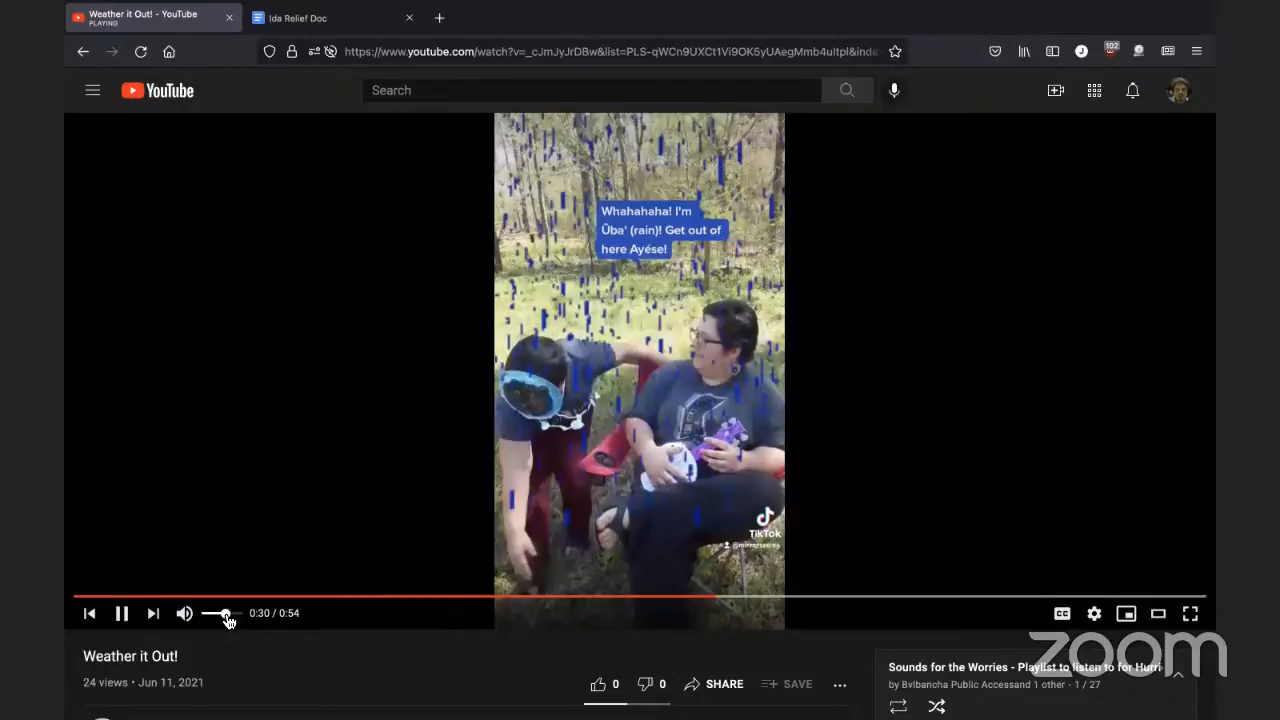 Weather it Out! - YouTube
PLAYING
Ida Relief Doc
https://www.youtube.com/watch?v=_cJmJyJrDBw&list=PLS-qWCn9UXCt1Vi9OK5yUAegMmb4uitpI&inde
J
102
YouTube
Search
Whahahaha! I'm
Ūba' (rain)! Get out of
here Ayése!
TikTok
0:30 / 0:54
CC
Weather it Out!
24 views • Jun 11, 2021
0
0
SHARE
SAVE
zoom
Sounds for the Worries - Playlist to listen to for Hurri
by Bvlbancha Public Accessand 1 other - 1 / 27